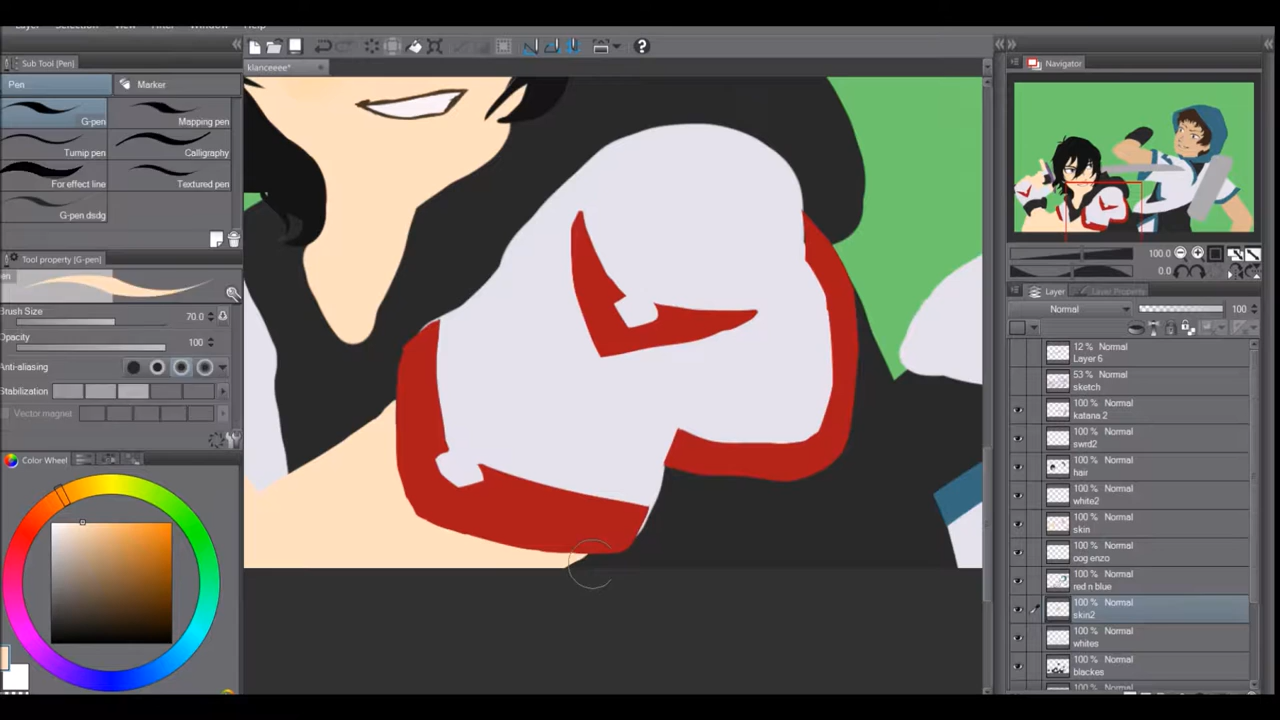 Layer Selection View Filter Window Help
Sub Tool [Pen]
klanceeee*
Navigator
Pen
Marker
G-pen
Mapping pen
Turnip pen
Calligraphy
For effect line
Textured pen
G-pen dsdg
Tool property [G-pen]
Brush Size
70.0
Opacity
100
Anti-aliasing
Stabilization
Vector magnet
Color Wheel
100.0
0.0
Layer
Layer Property
Normal
100
12 % Normal
Layer 6
53 % Normal
sketch
100 % Normal
katana 2
100 % Normal
swrd2
100 % Normal
hair
100 % Normal
white2
100 % Normal
skin
100 % Normal
oog enzo
100 % Normal
red n blue
100 % Normal
skin2
100 % Normal
whites
100 % Normal
blackes
100 % Normal